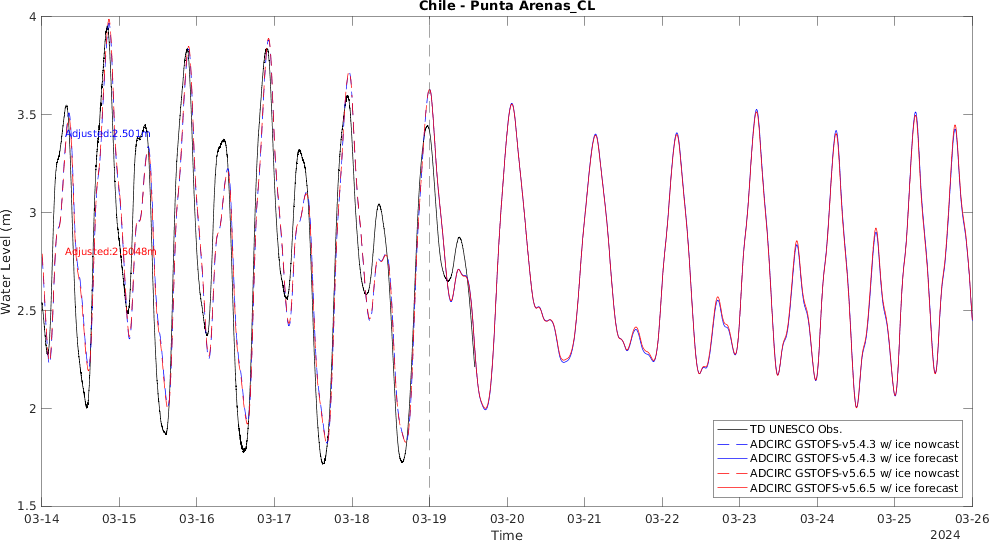 Chile - Punta Arenas_CL
4
3.5
3
2.5
2
1.5
Water Level (m)
Adjusted:2.501m
Adjusted:2.5048m
TD UNESCO Obs.
ADCIRC GSTOFS-v5.4.3 w/ ice nowcast
ADCIRC GSTOFS-v5.4.3 w/ ice forecast
ADCIRC GSTOFS-v5.6.5 w/ ice nowcast
ADCIRC GSTOFS-v5.6.5 w/ ice forecast
03-14 03-15 03-16 03-17 03-18 03-19 03-20 03-21 03-22 03-23 03-24 03-25 03-26
Time
2024